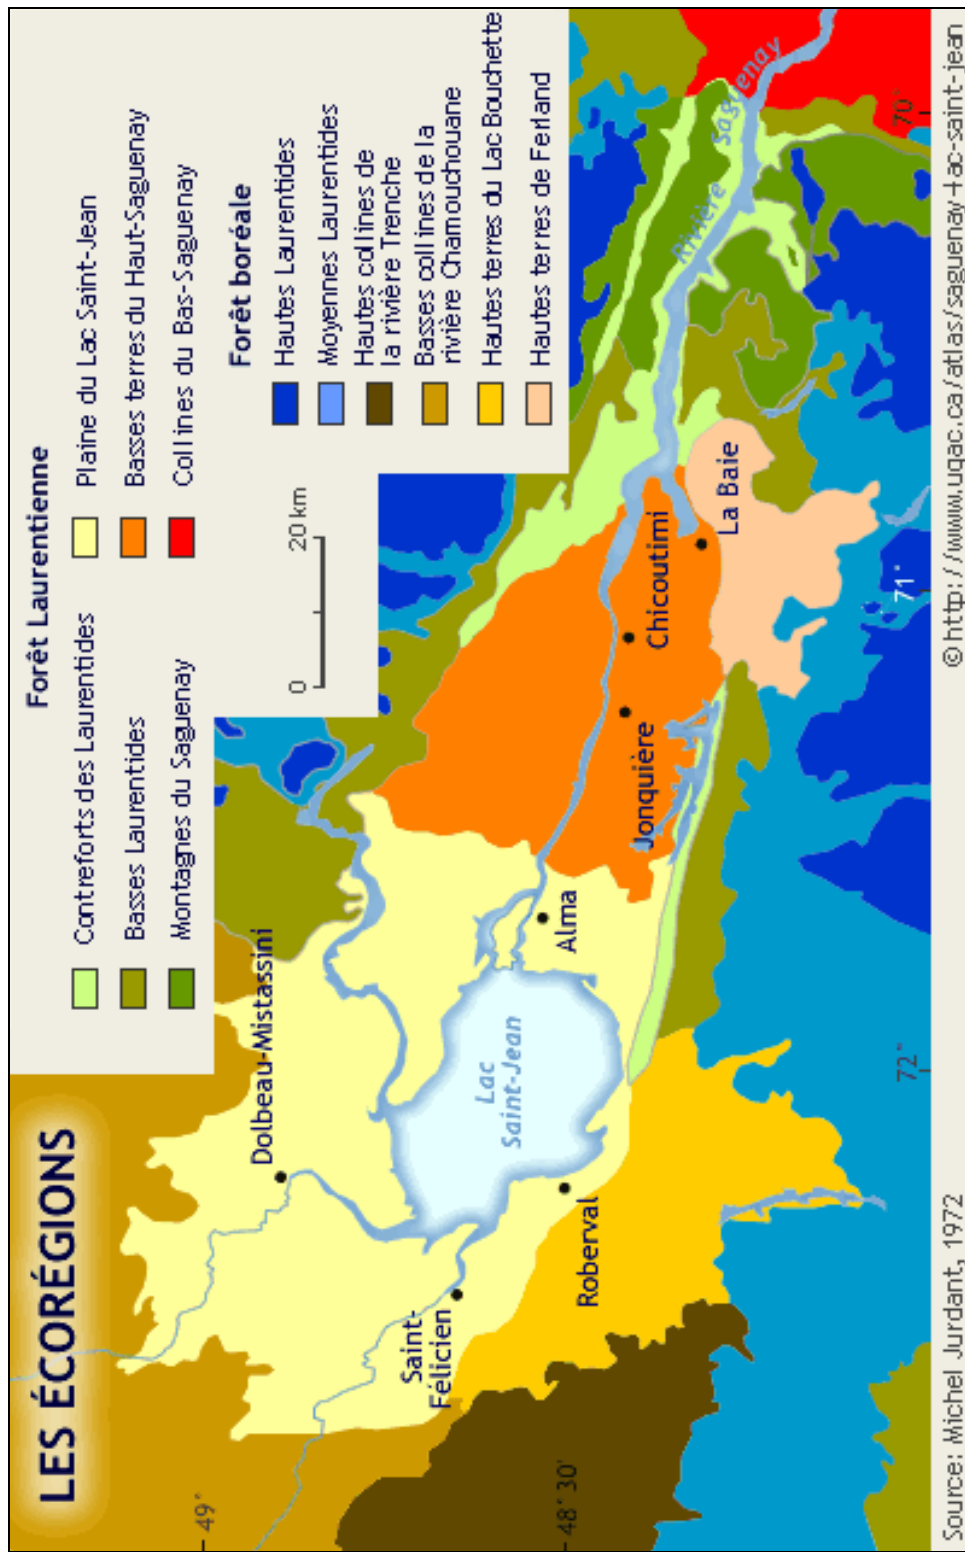 LES ÉCORÉGIONS
Forêt Laurentienne
Contreforts des Laurentides
Basses Laurentides
Montagnes du Saguenay
Plaine du Lac Saint-Jean
Basses terres du Haut-Saguenay
Collines du Bas-Saguenay
Forêt boréale
Hautes Laurentides
Moyennes Laurentides
Hautes collines de
la rivière Trenche
Basses collines de la
rivière Chamouchouane
Hautes terres du Lac Bouchette
Hautes terres de Ferland
0 20 km
49°
48° 30'
Dolbeau-Mistassini
Saint-
Félicien
Roberval
Lac
Saint-Jean
Alma
Jonquière
Chicoutimi
La Baie
Rivière Saguenay
72°
71°
70°
Source: Michel Jurdant, 1972
© http://www.uqac.ca/atlas/saguenay-lac-saint-jean